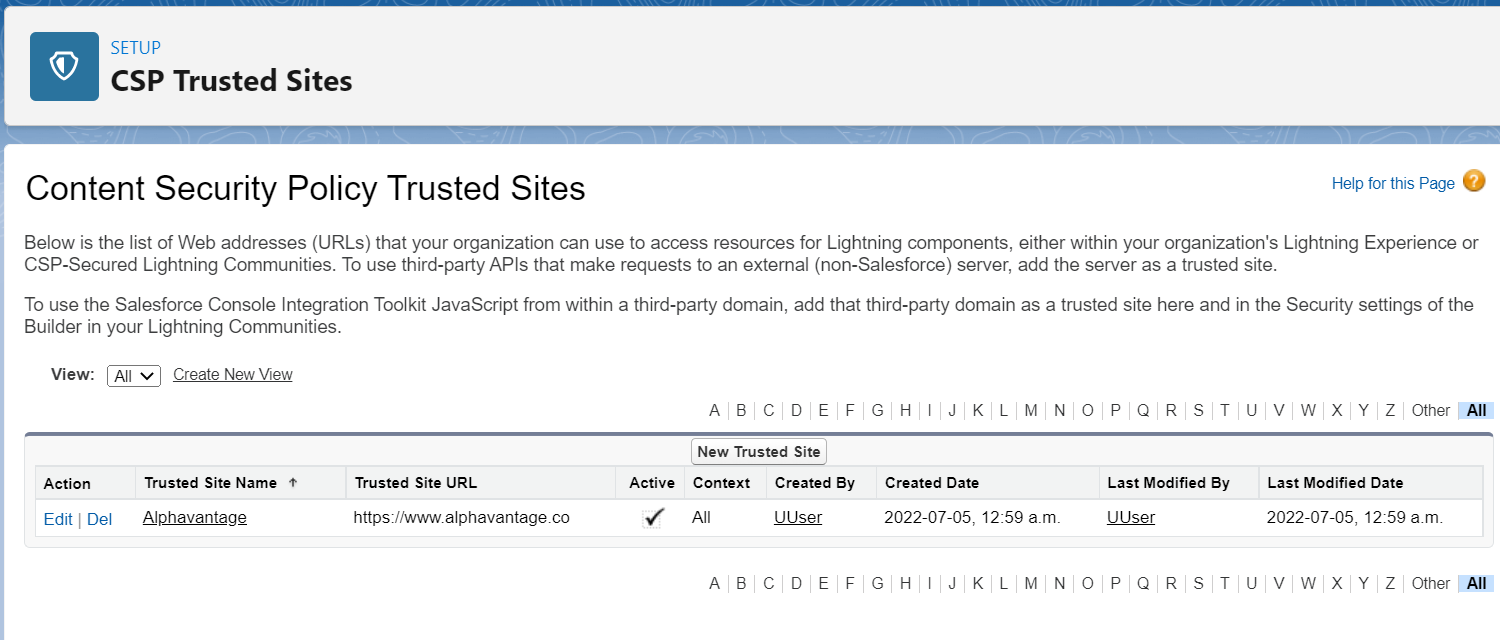 SETUP
CSP Trusted Sites
Content Security Policy Trusted Sites
Help for this Page ?
Below is the list of Web addresses (URLs) that your organization can use to access resources for Lightning components, either within your organization's Lightning Experience or
CSP-Secured Lightning Communities. To use third-party APIs that make requests to an external (non-Salesforce) server, add the server as a trusted site.
To use the Salesforce Console Integration Toolkit JavaScript from within a third-party domain, add that third-party domain as a trusted site here and in the Security settings of the
Builder in your Lightning Communities.
View: All Create New View
A | B | C | D | E | F | G | H | I | J | K | L | M | N | O | P | Q | R | S | T | U | V | W | X | Y | Z | Other | All
New Trusted Site
Action Trusted Site Name ↑ Trusted Site URL Active Context Created By Created Date Last Modified By Last Modified Date
Edit | Del Alphavantage https://www.alphavantage.co ✓ All UUser 2022-07-05, 12:59 a.m. UUser 2022-07-05, 12:59 a.m.
A | B | C | D | E | F | G | H | I | J | K | L | M | N | O | P | Q | R | S | T | U | V | W | X | Y | Z | Other | All